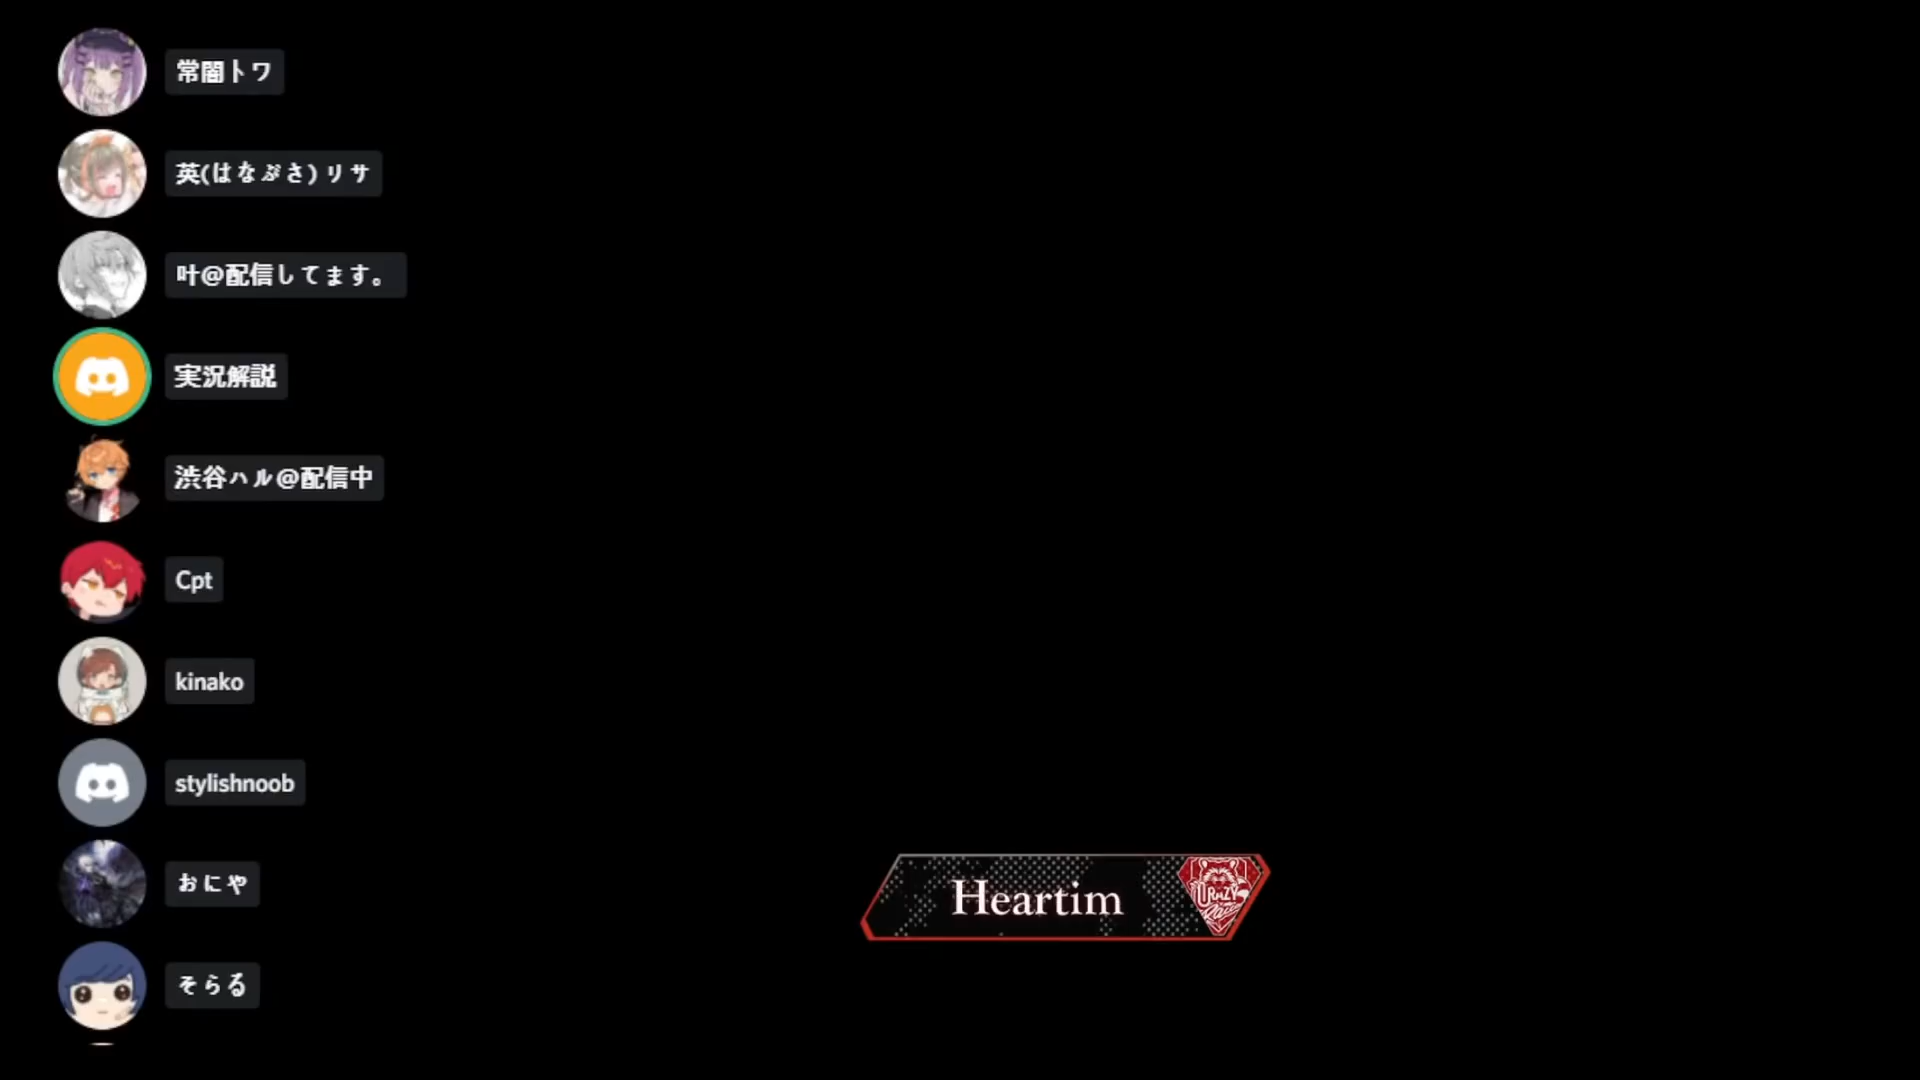 常闇トワ
英(はなぶさ)リサ
叶@配信してます。
実況解説
渋谷ハル@配信中
Cpt
kinako
stylishnoob
おにや
そらる
Heartim
CRAZY